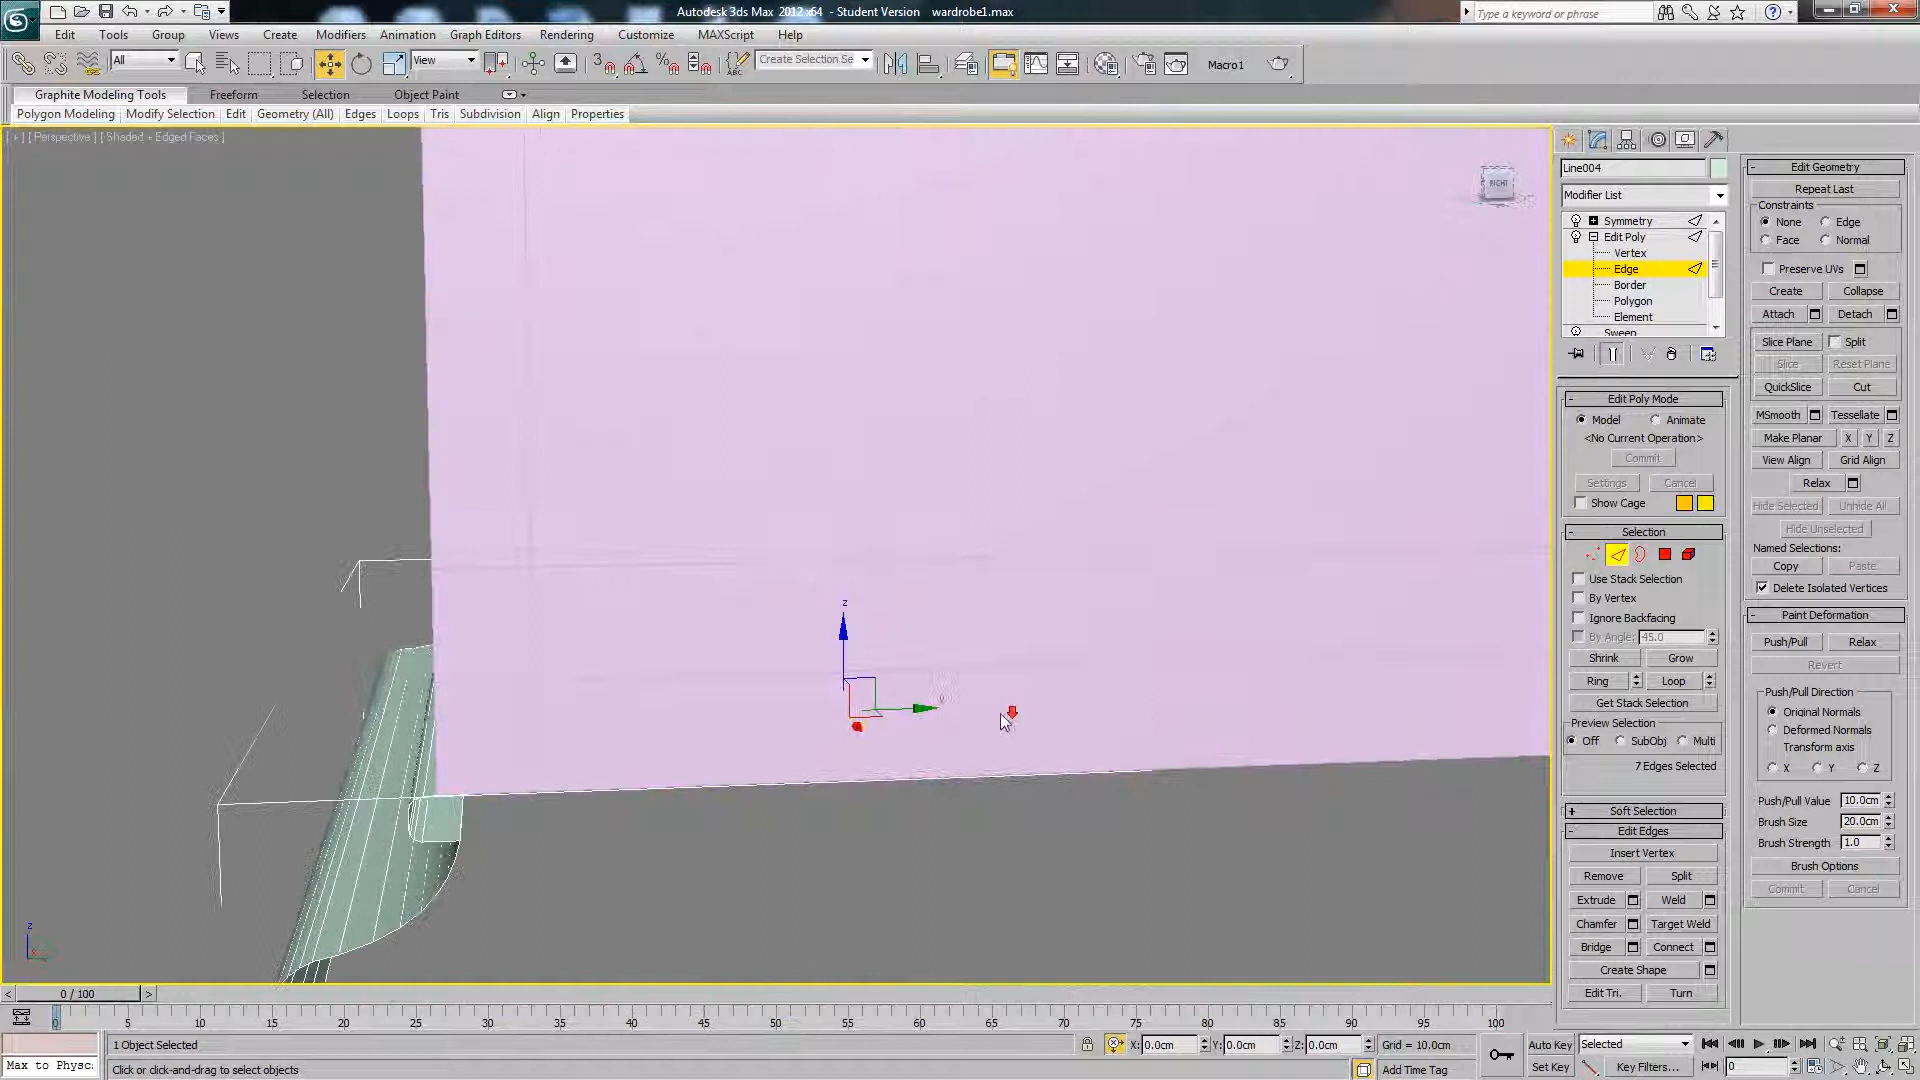 Autodesk 3ds Max 2012 x64 - Student Version wardrobe1.max
Type a keyword or phrase
Edit Tools Group Views Create Modifiers Animation Graph Editors Rendering Customize MAXScript Help
All View Create Selection Se Macro1
Graphite Modeling Tools Freeform Selection Object Paint
Polygon Modeling Modify Selection Edit Geometry (All) Edges Loops Tris Subdivision Align Properties
[ + ] [ Perspective ] [ Shaded + Edged Faces ]
RIGHT
z
z
Line004
Modifier List
Symmetry
Edit Poly
Vertex
Edge
Border
Polygon
Element
Sweep
Edit Poly Mode
Model Animate
<No Current Operation>
Commit
Settings Cancel
Show Cage
Selection
Use Stack Selection
By Vertex
Ignore Backfacing
By Angle: 45.0
Shrink Grow
Ring Loop
Get Stack Selection
Preview Selection
Off SubObj Multi
7 Edges Selected
Soft Selection
Edit Edges
Insert Vertex
Remove Split
Extrude Weld
Chamfer Target Weld
Bridge Connect
Create Shape
Edit Tri. Turn
Edit Geometry
Repeat Last
Constraints
None Edge
Face Normal
Preserve UVs
Create Collapse
Attach Detach
Slice Plane Split
Slice Reset Plane
QuickSlice Cut
MSmooth Tessellate
Make Planar X Y Z
View Align Grid Align
Relax
Hide Selected Unhide All
Hide Unselected
Named Selections:
Copy Paste
Delete Isolated Vertices
Paint Deformation
Push/Pull Relax
Revert
Push/Pull Direction
Original Normals
Deformed Normals
Transform axis
X Y Z
Push/Pull Value 10.0cm
Brush Size 20.0cm
Brush Strength 1.0
Brush Options
Commit Cancel
< 0 / 100 >
0 5 10 15 20 25 30 35 40 45 50 55 60 65 70 75 80 85 90 95 100
1 Object Selected X: 0.0cm Y: 0.0cm Z: 0.0cm Grid = 10.0cm Auto Key Selected
Max to Physc: Click or click-and-drag to select objects Add Time Tag Set Key Key Filters... 0